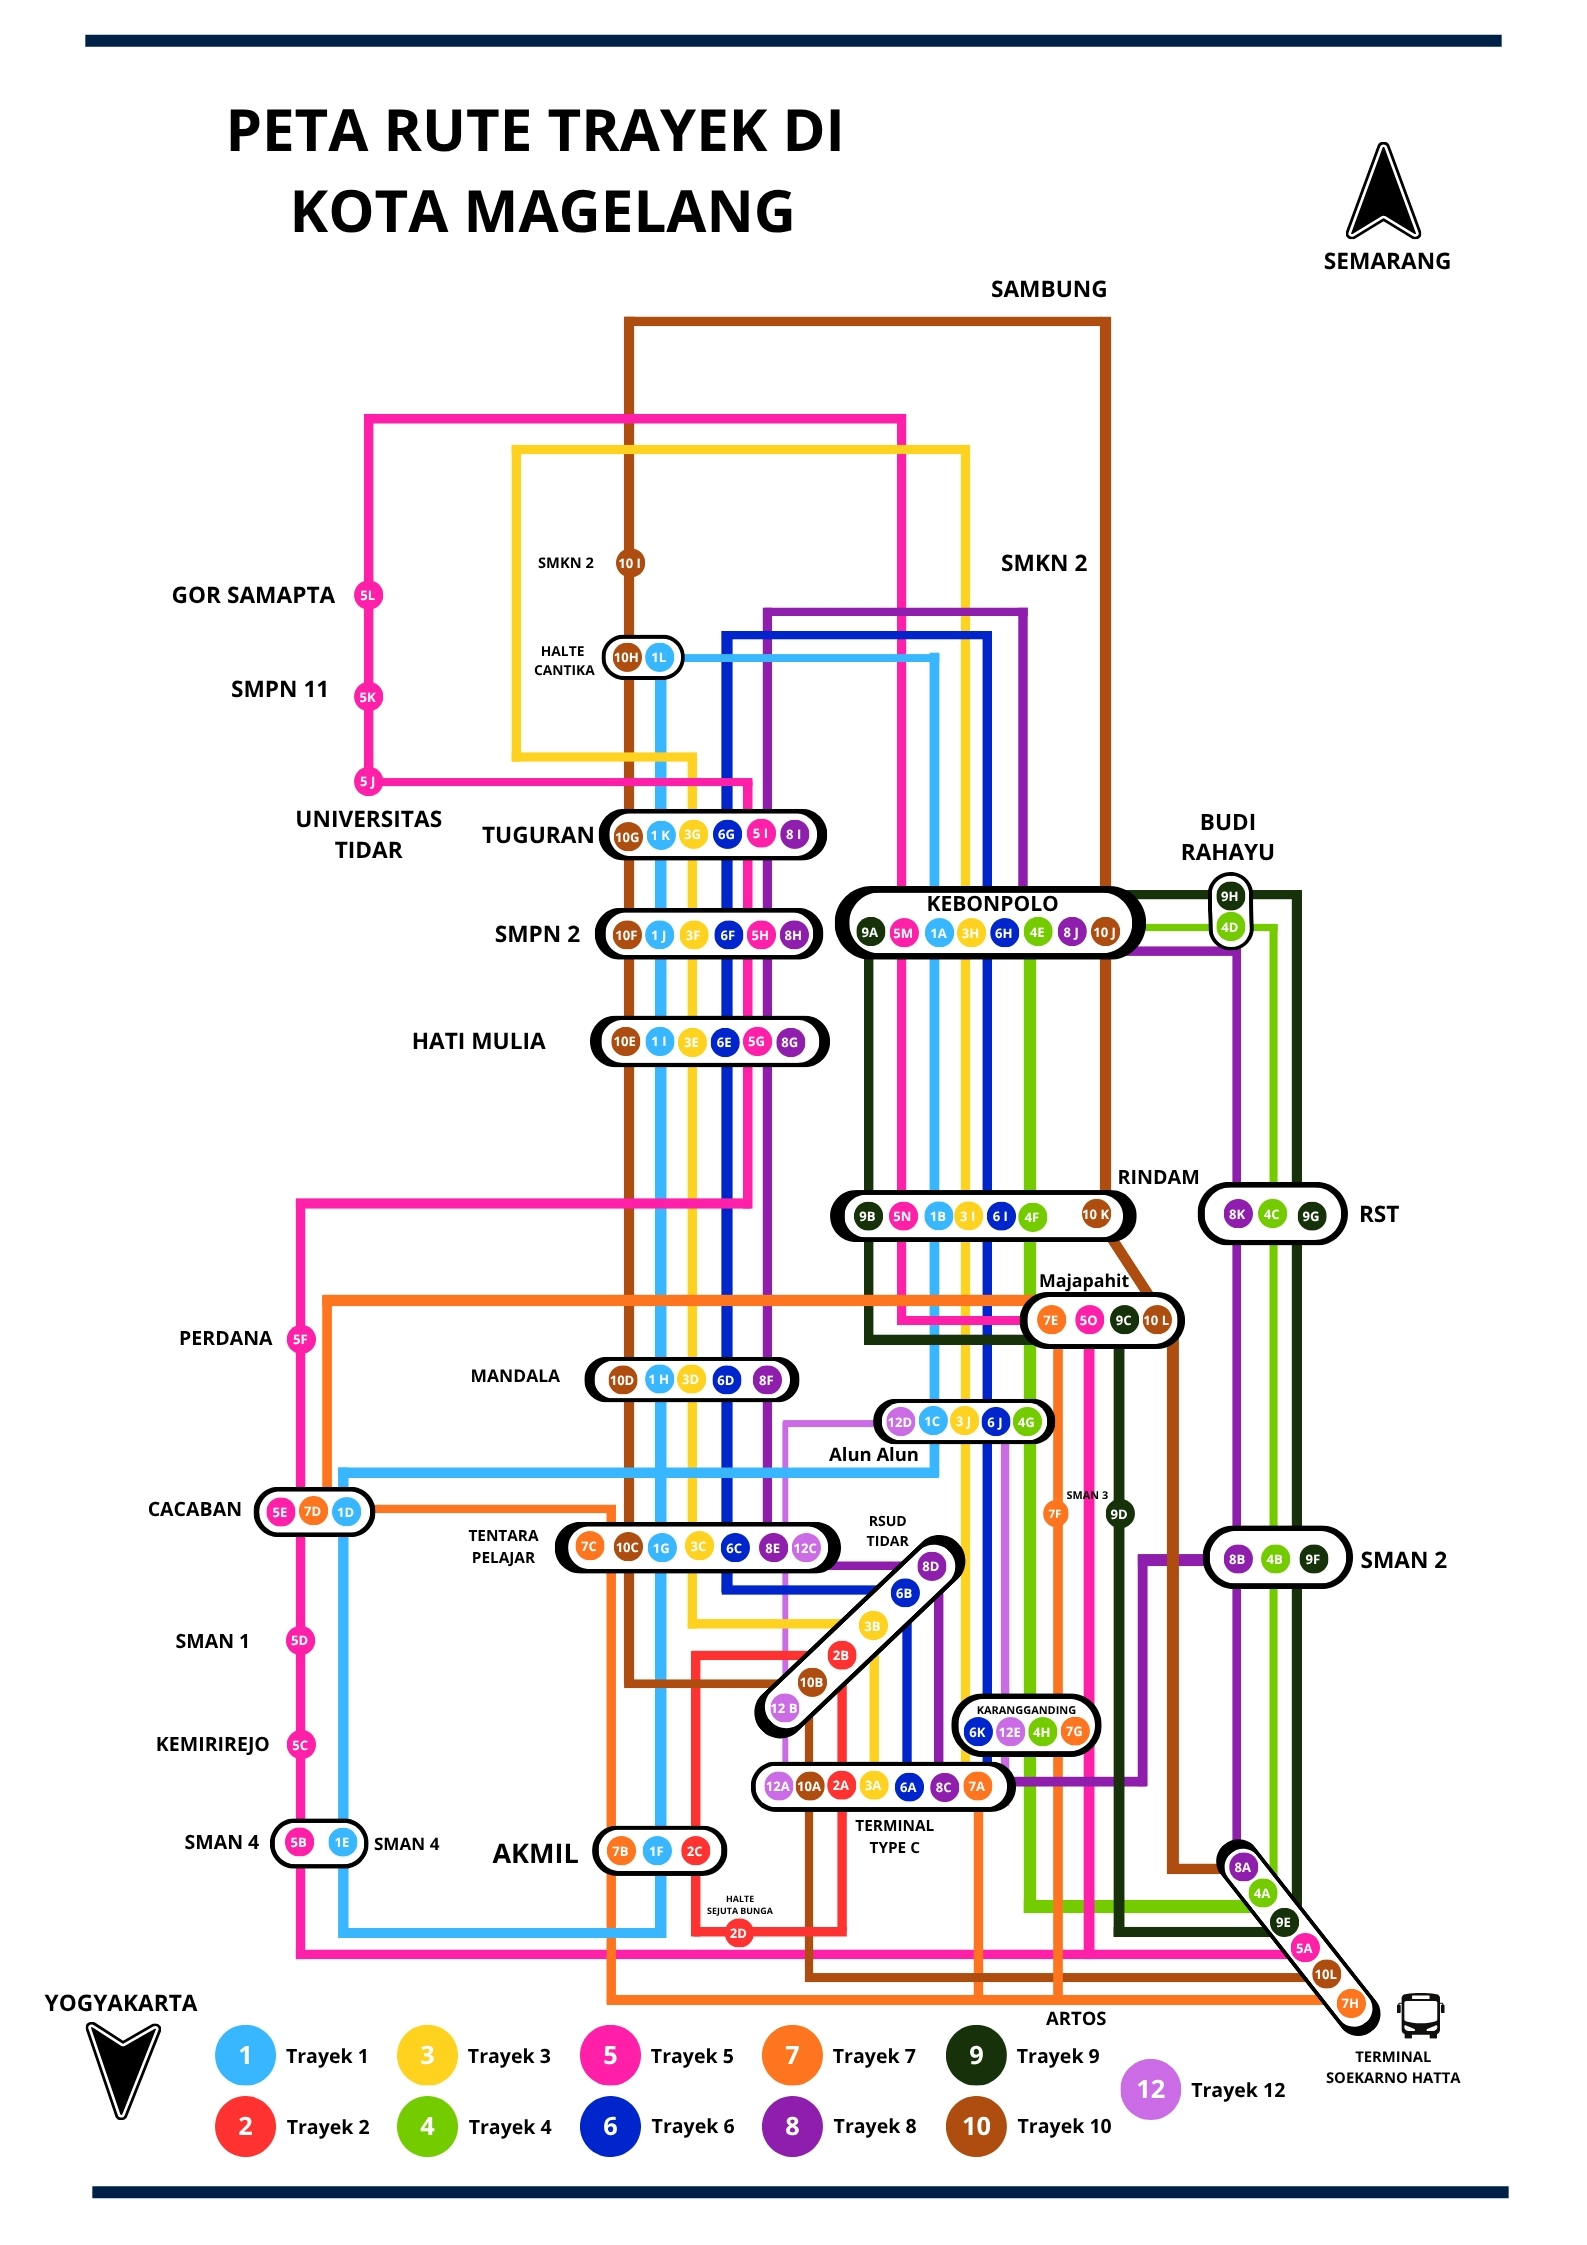 PETA RUTE TRAYEK DI
KOTA MAGELANG
SEMARANG
SAMBUNG
SMKN 2
10 I
SMKN 2
GOR SAMAPTA
5L
HALTE
CANTIKA
10H
1L
SMPN 11
5K
5 J
UNIVERSITAS
TIDAR
TUGURAN
10G
1 K
3G
6G
5 I
8 I
BUDI
RAHAYU
9H
4D
KEBONPOLO
9A
5M
1A
3H
6H
4E
8 J
10 J
SMPN 2
10F
1 J
3F
6F
5H
8H
HATI MULIA
10E
1 I
3E
6E
5G
8G
RINDAM
9B
5N
1B
3 I
6 I
4F
10 K
8K
4C
9G
RST
Majapahit
7E
5O
9C
10 L
PERDANA
5F
MANDALA
10D
1 H
3D
6D
8F
12D
1C
3 J
6 J
4G
Alun Alun
CACABAN
5E
7D
1D
SMAN 3
7F
9D
TENTARA
PELAJAR
7C
10C
1G
3C
6C
8E
12C
RSUD
TIDAR
8D
6B
3B
2B
10B
12 B
8B
4B
9F
SMAN 2
SMAN 1
5D
KEMIRIREJO
5C
KARANGGANDING
6K
12E
4H
7G
12A
10A
2A
3A
6A
8C
7A
TERMINAL
TYPE C
SMAN 4
5B
1E
SMAN 4
AKMIL
7B
1F
2C
HALTE
SEJUTA BUNGA
2D
8A
4A
9E
5A
10L
7H
YOGYAKARTA
ARTOS
TERMINAL
SOEKARNO HATTA
1 Trayek 1
3 Trayek 3
5 Trayek 5
7 Trayek 7
9 Trayek 9
12 Trayek 12
2 Trayek 2
4 Trayek 4
6 Trayek 6
8 Trayek 8
10 Trayek 10